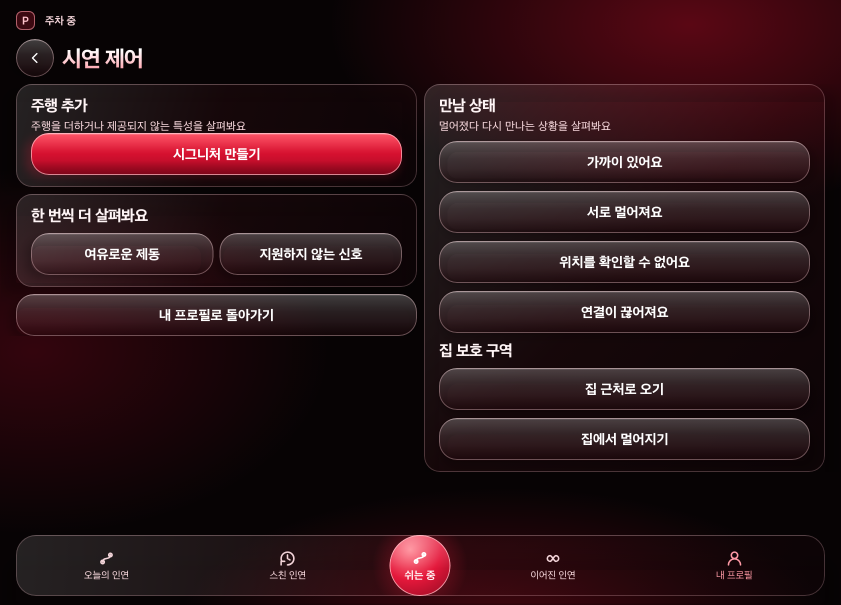 P 주차 중
시연 제어
주행 추가
주행을 더하거나 제공되지 않는 특성을 살펴봐요
시그니처 만들기
한 번씩 더 살펴봐요
여유로운 제동
지원하지 않는 신호
내 프로필로 돌아가기
만남 상태
멀어졌다 다시 만나는 상황을 살펴봐요
가까이 있어요
서로 멀어져요
위치를 확인할 수 없어요
연결이 끊어져요
집 보호 구역
집 근처로 오기
집에서 멀어지기
오늘의 인연
스친 인연
쉬는 중
이어진 인연
내 프로필